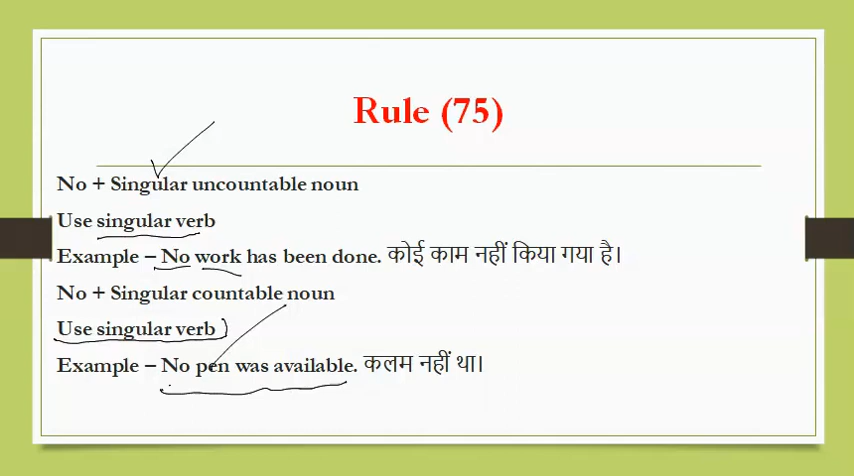 Rule (75)
No + Singular uncountable noun
Use singular verb
Example – No work has been done. कोई काम नहीं किया गया है।
No + Singular countable noun
Use singular verb
Example – No pen was available. कलम नहीं था।